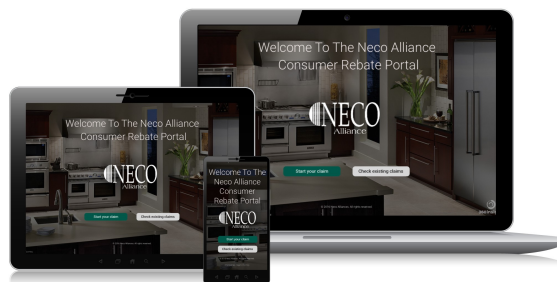 Welcome To The Neco Alliance
Consumer Rebate Portal
NECO
Alliance
Start your claim
Check existing claims
Welcome To The Neco Alliance
Consumer Rebate Portal
NECO
Alliance
Start your claim
Check existing claims
Welcome To The
Neco Alliance
Consumer
Rebate Portal
NECO
Alliance
Start your claim
Check existing claims